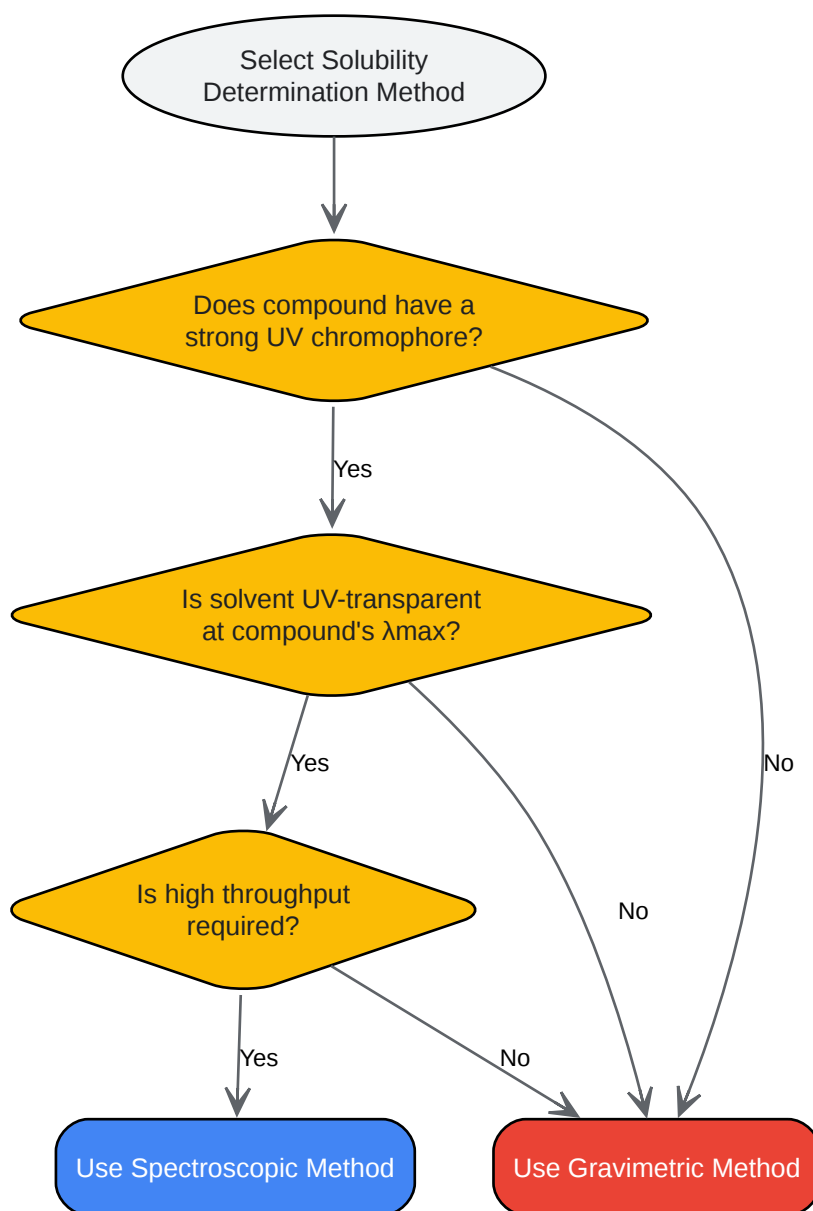 Select Solubility
Determination Method
Does compound have a
strong UV chromophore?
Yes
Is solvent UV-transparent
at compound's λmax?
Yes
No
Is high throughput
required?
No
Yes
No
Use Spectroscopic Method
Use Gravimetric Method